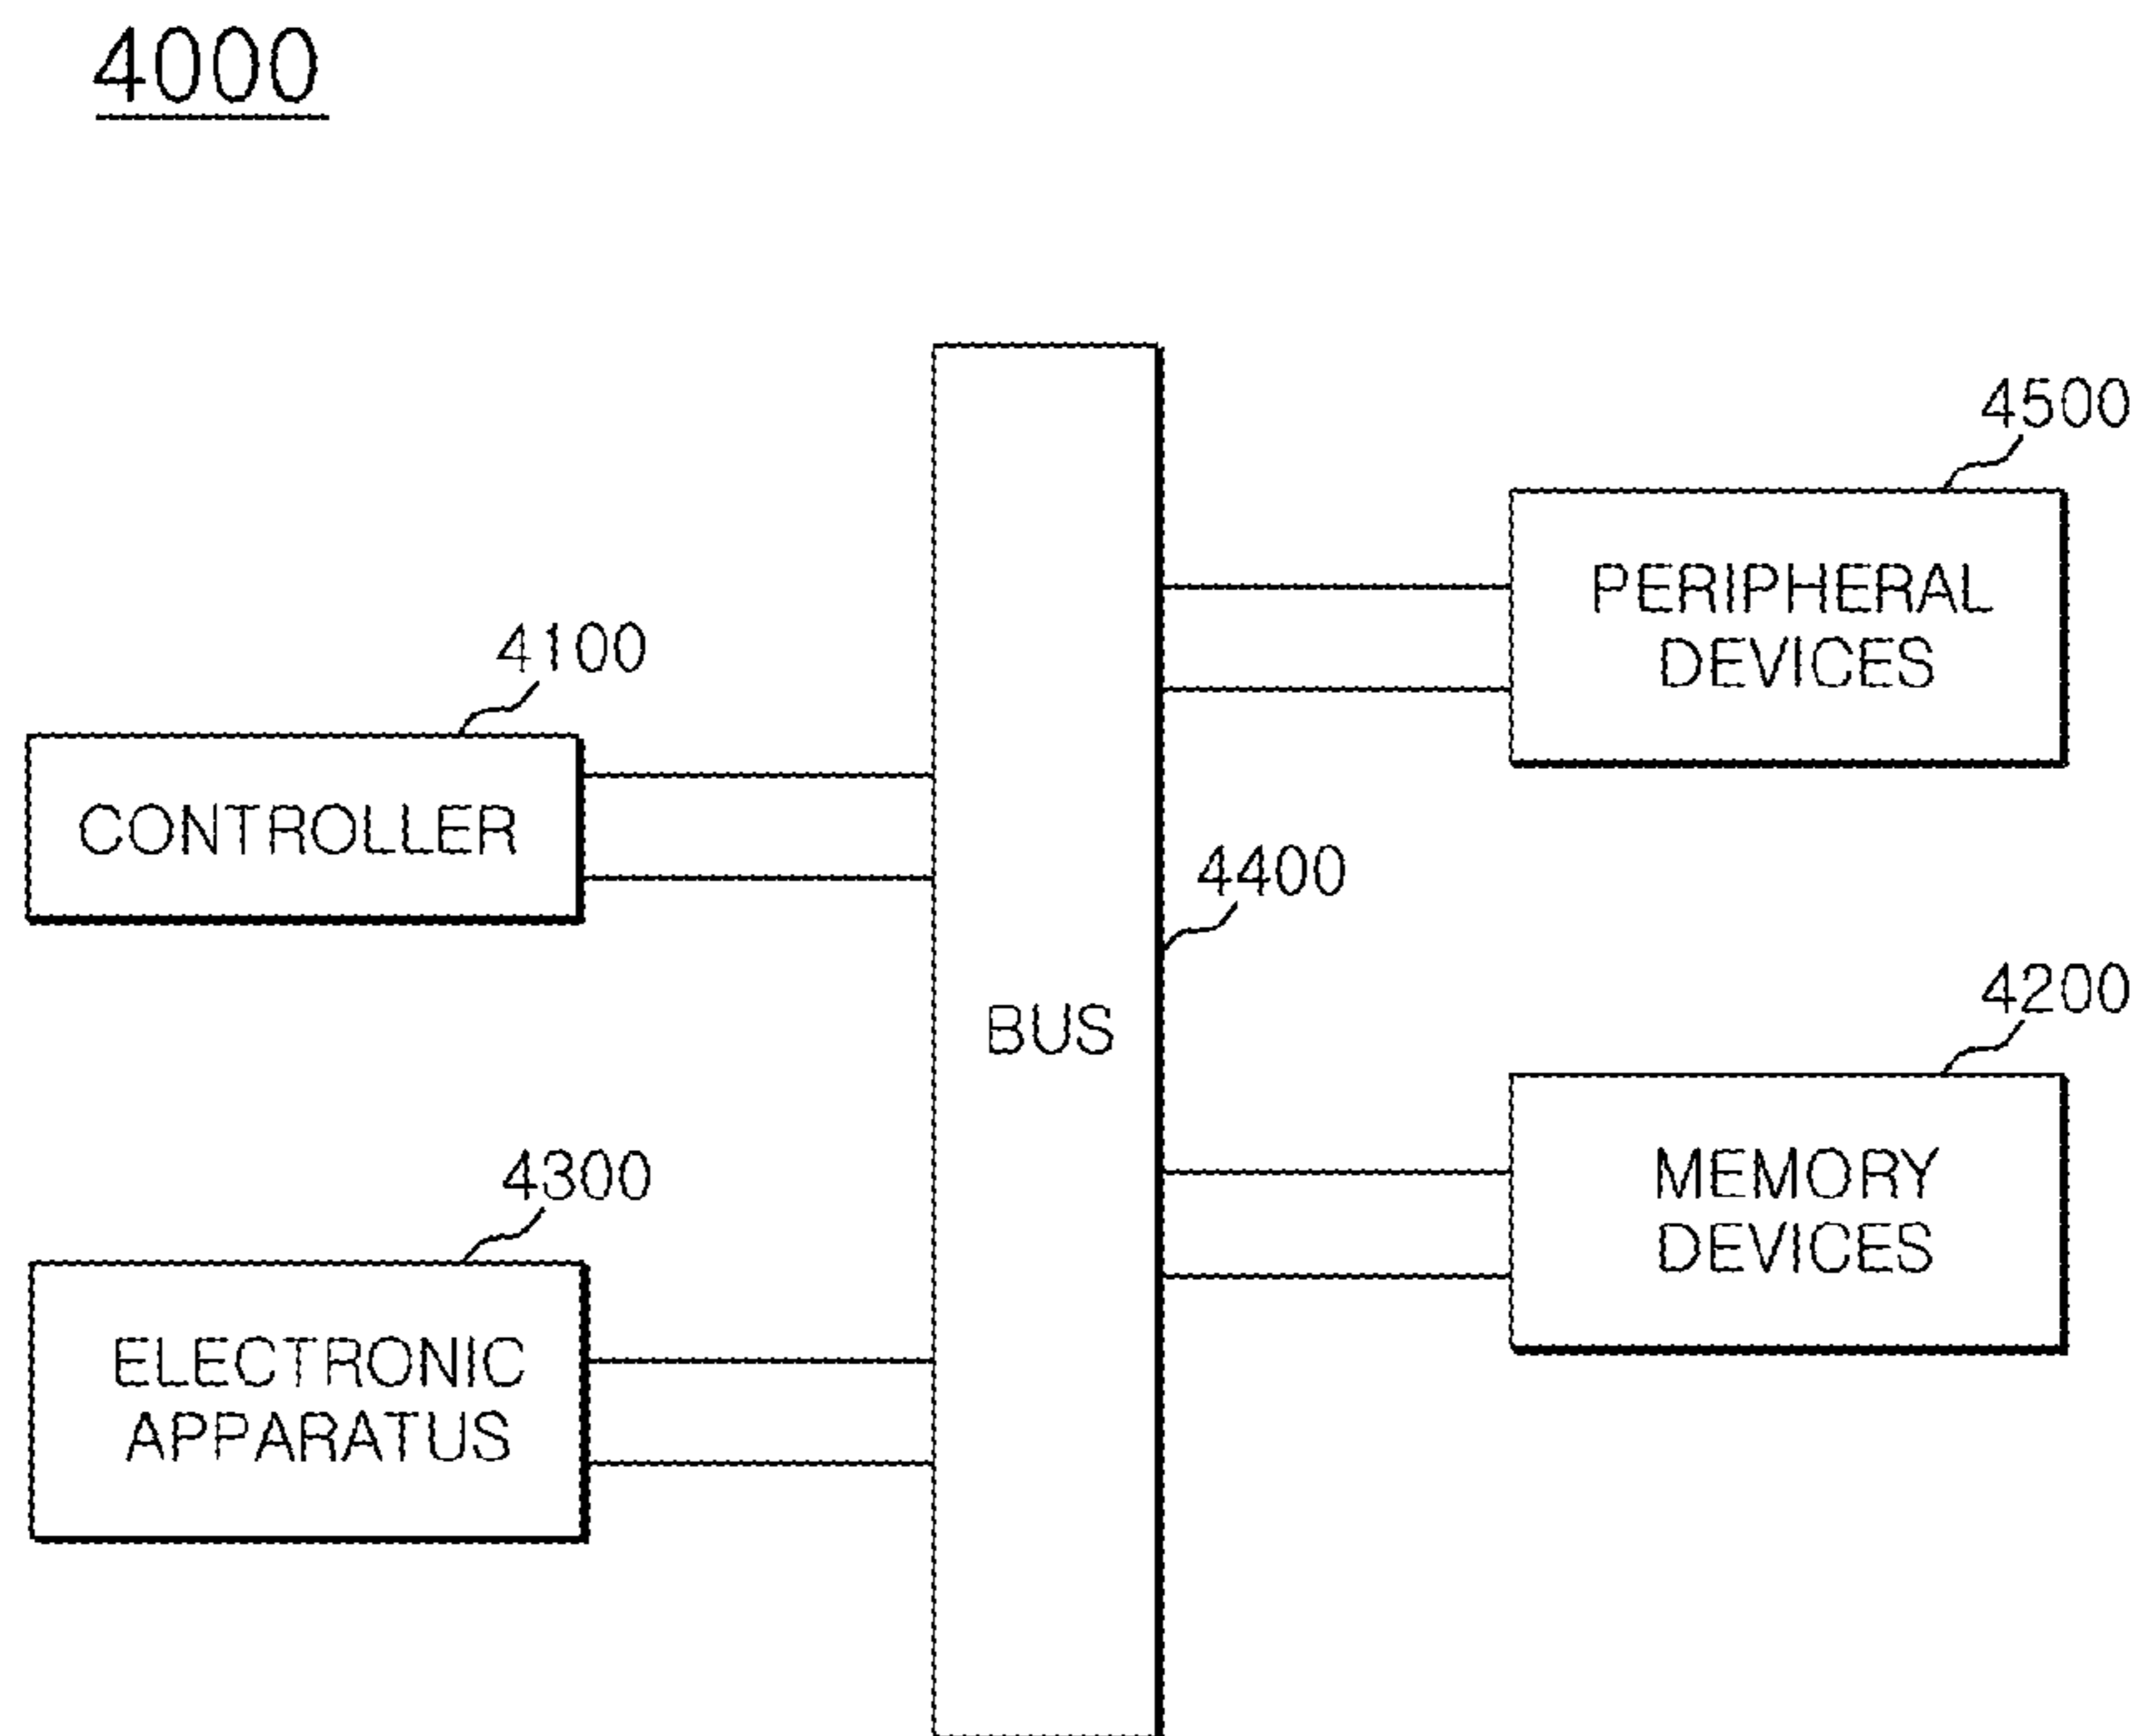 4000
4500
PERIPHERAL
DEVICES
4100
CONTROLLER
4400
BUS
4200
MEMORY
DEVICES
4300
ELECTRONIC
APPARATUS